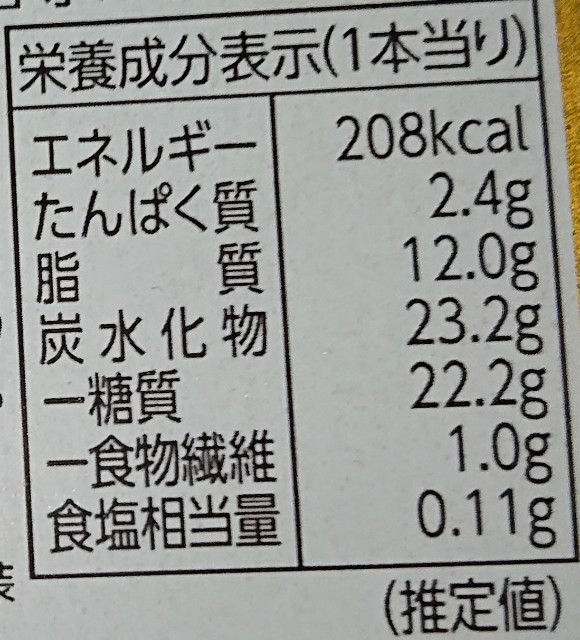 栄養成分表示(1本当り)
エネルギー 208kcal
たんぱく質 2.4g
脂質 12.0g
炭水化物 23.2g
ー糖質 22.2g
ー食物繊維 1.0g
食塩相当量 0.11g
(推定値)